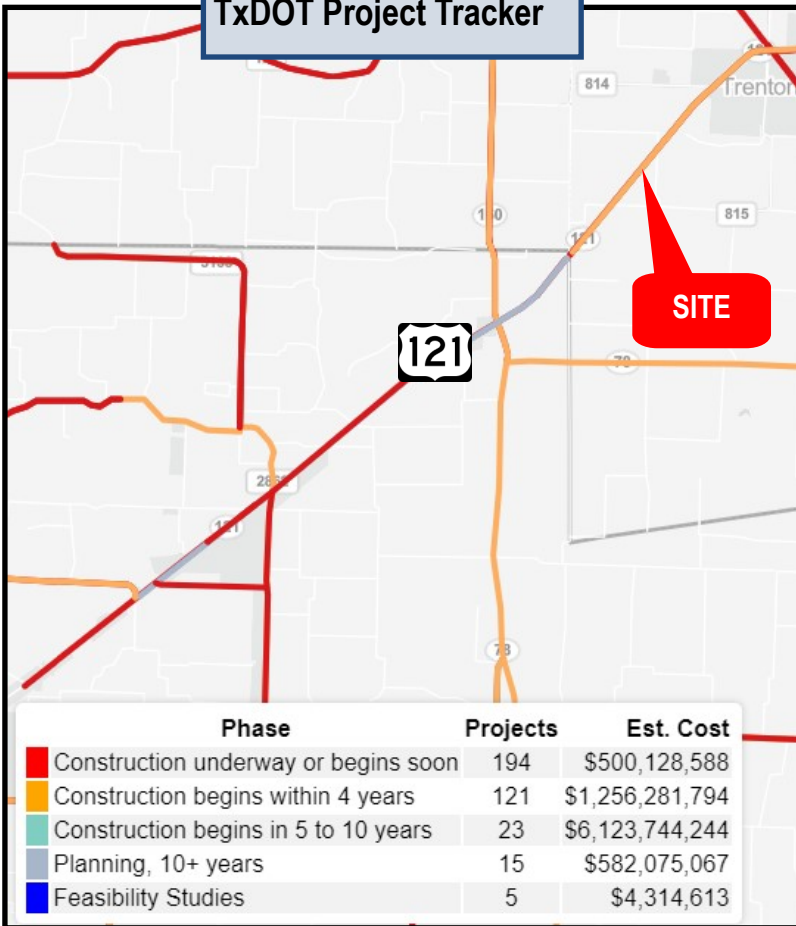 TxDOT Project Tracker
814
Trenton
815
121
SITE
121
78
121
78
Phase Projects Est. Cost
Construction underway or begins soon 194 $500,128,588
Construction begins within 4 years 121 $1,256,281,794
Construction begins in 5 to 10 years 23 $6,123,744,244
Planning, 10+ years 15 $582,075,067
Feasibility Studies 5 $4,314,613